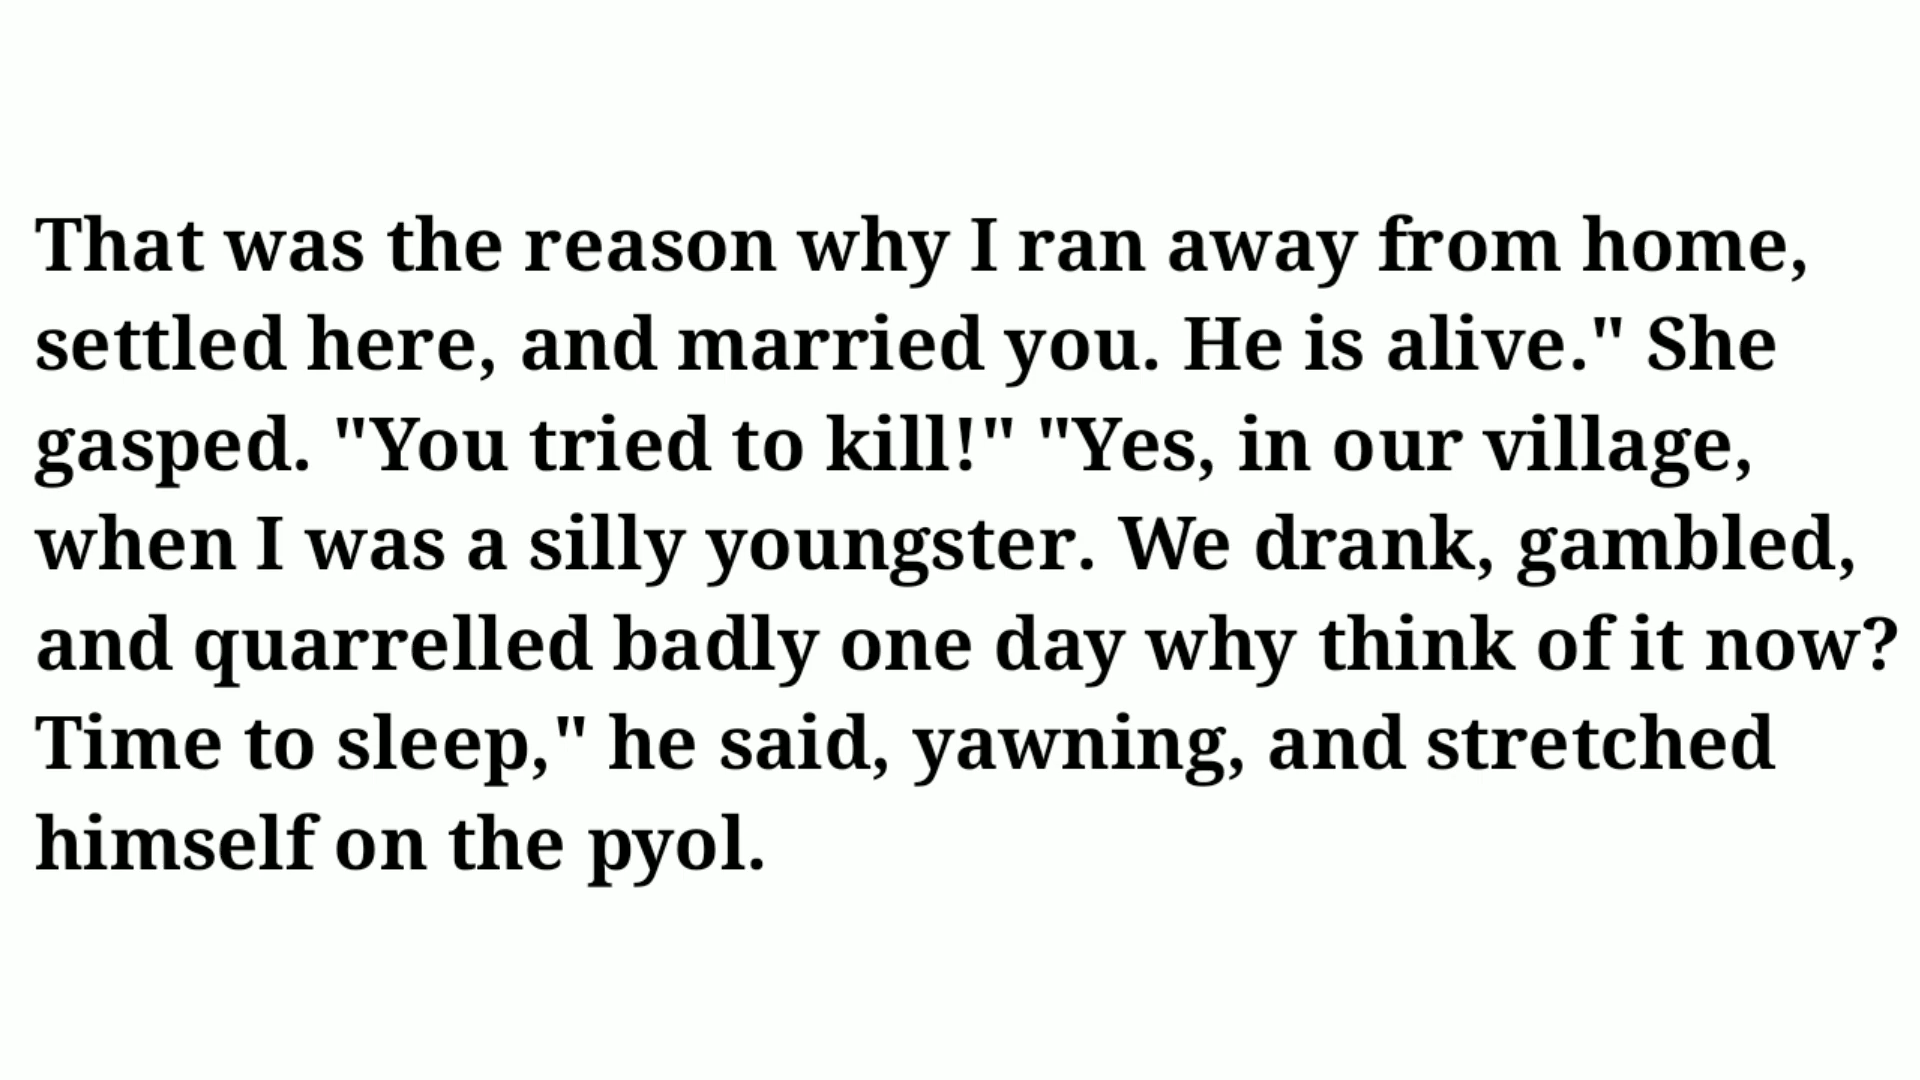 That was the reason why I ran away from home,
settled here, and married you. He is alive." She
gasped. "You tried to kill!" "Yes, in our village,
when I was a silly youngster. We drank, gambled,
and quarrelled badly one day why think of it now?
Time to sleep," he said, yawning, and stretched
himself on the pyol.